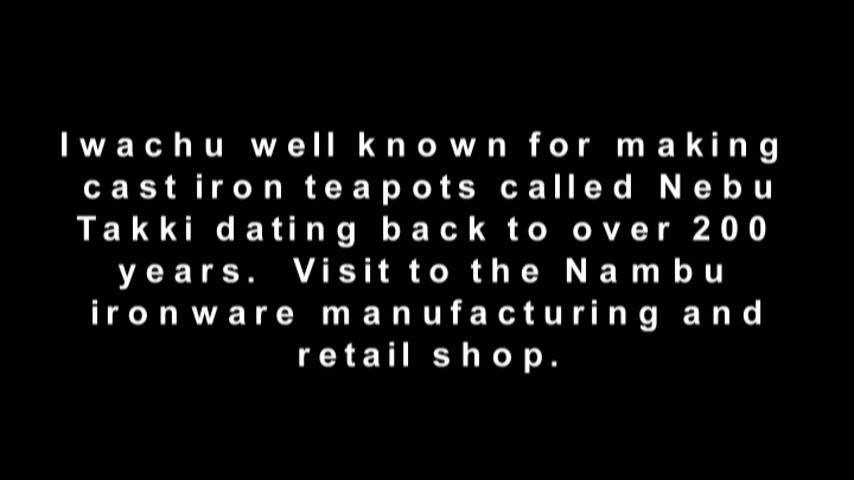 Iwachu well known for making
cast iron teapots called Nebu
Takki dating back to over 200
years.  Visit to the Nambu
ironware manufacturing and
retail shop.